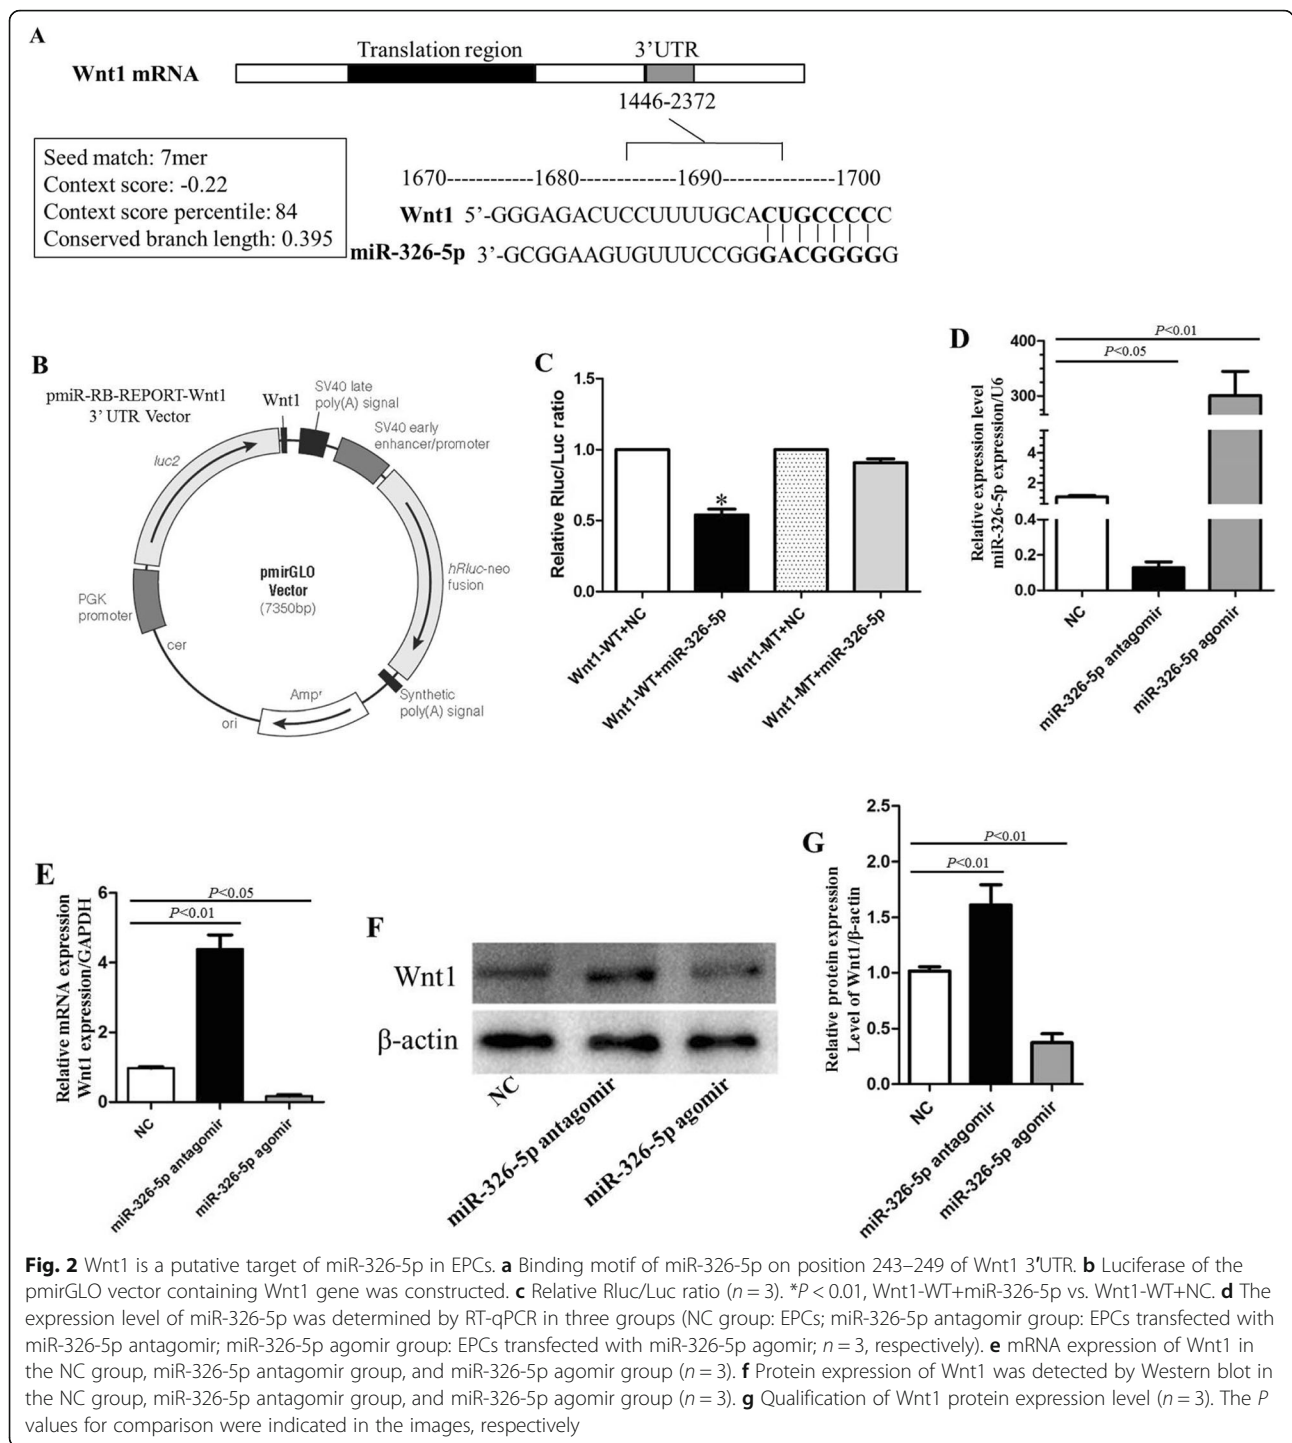 A
Translation region
3'UTR
Wnt1 mRNA
1446-2372
Seed match: 7mer
Context score: -0.22
Context score percentile: 84
Conserved branch length: 0.395
1670------------1680-------------1690---------------1700
Wnt1 5'-GGGAGACUCCUUUUGCACUGCCCCC
miR-326-5p 3'-GCGGAAGUGUUUCCGGGACGGGGG
B
pmiR-RB-REPORT-Wnt1
3' UTR Vector
Wnt1
SV40 late
poly(A) signal
SV40 early
enhancer/promoter
luc2
hRluc-neo
fusion
pmirGLO
Vector
(7350bp)
PGK
promoter
cer
ori
Ampr
Synthetic
poly(A) signal
C
Relative Rluc/Luc ratio
1.5
1.0
0.5
0.0
*
Wnt1-WT+NC
Wnt1-WT+miR-326-5p
Wnt1-MT+NC
Wnt1-MT+miR-326-5p
D
Relative expression level
miR-326-5p expression/U6
400
300
4
2
0.4
0.2
0.0
P<0.01
P<0.05
NC
miR-326-5p antagomir
miR-326-5p agomir
E
Relative mRNA expression
Wnt1 expression/GAPDH
6
4
2
0
P<0.05
P<0.01
NC
miR-326-5p antagomir
miR-326-5p agomir
F
Wnt1
β-actin
NC
miR-326-5p antagomir
miR-326-5p agomir
G
Relative protein expression
Level of Wnt1/β-actin
2.5
2.0
1.5
1.0
0.5
0.0
P<0.01
P<0.01
NC
miR-326-5p antagomir
miR-326-5p agomir
Fig. 2 Wnt1 is a putative target of miR-326-5p in EPCs. a Binding motif of miR-326-5p on position 243–249 of Wnt1 3′UTR. b Luciferase of the
pmirGLO vector containing Wnt1 gene was constructed. c Relative Rluc/Luc ratio (n = 3). *P < 0.01, Wnt1-WT+miR-326-5p vs. Wnt1-WT+NC. d The
expression level of miR-326-5p was determined by RT-qPCR in three groups (NC group: EPCs; miR-326-5p antagomir group: EPCs transfected with
miR-326-5p antagomir; miR-326-5p agomir group: EPCs transfected with miR-326-5p agomir; n = 3, respectively). e mRNA expression of Wnt1 in
the NC group, miR-326-5p antagomir group, and miR-326-5p agomir group (n = 3). f Protein expression of Wnt1 was detected by Western blot in
the NC group, miR-326-5p antagomir group, and miR-326-5p agomir group (n = 3). g Qualification of Wnt1 protein expression level (n = 3). The P
values for comparison were indicated in the images, respectively